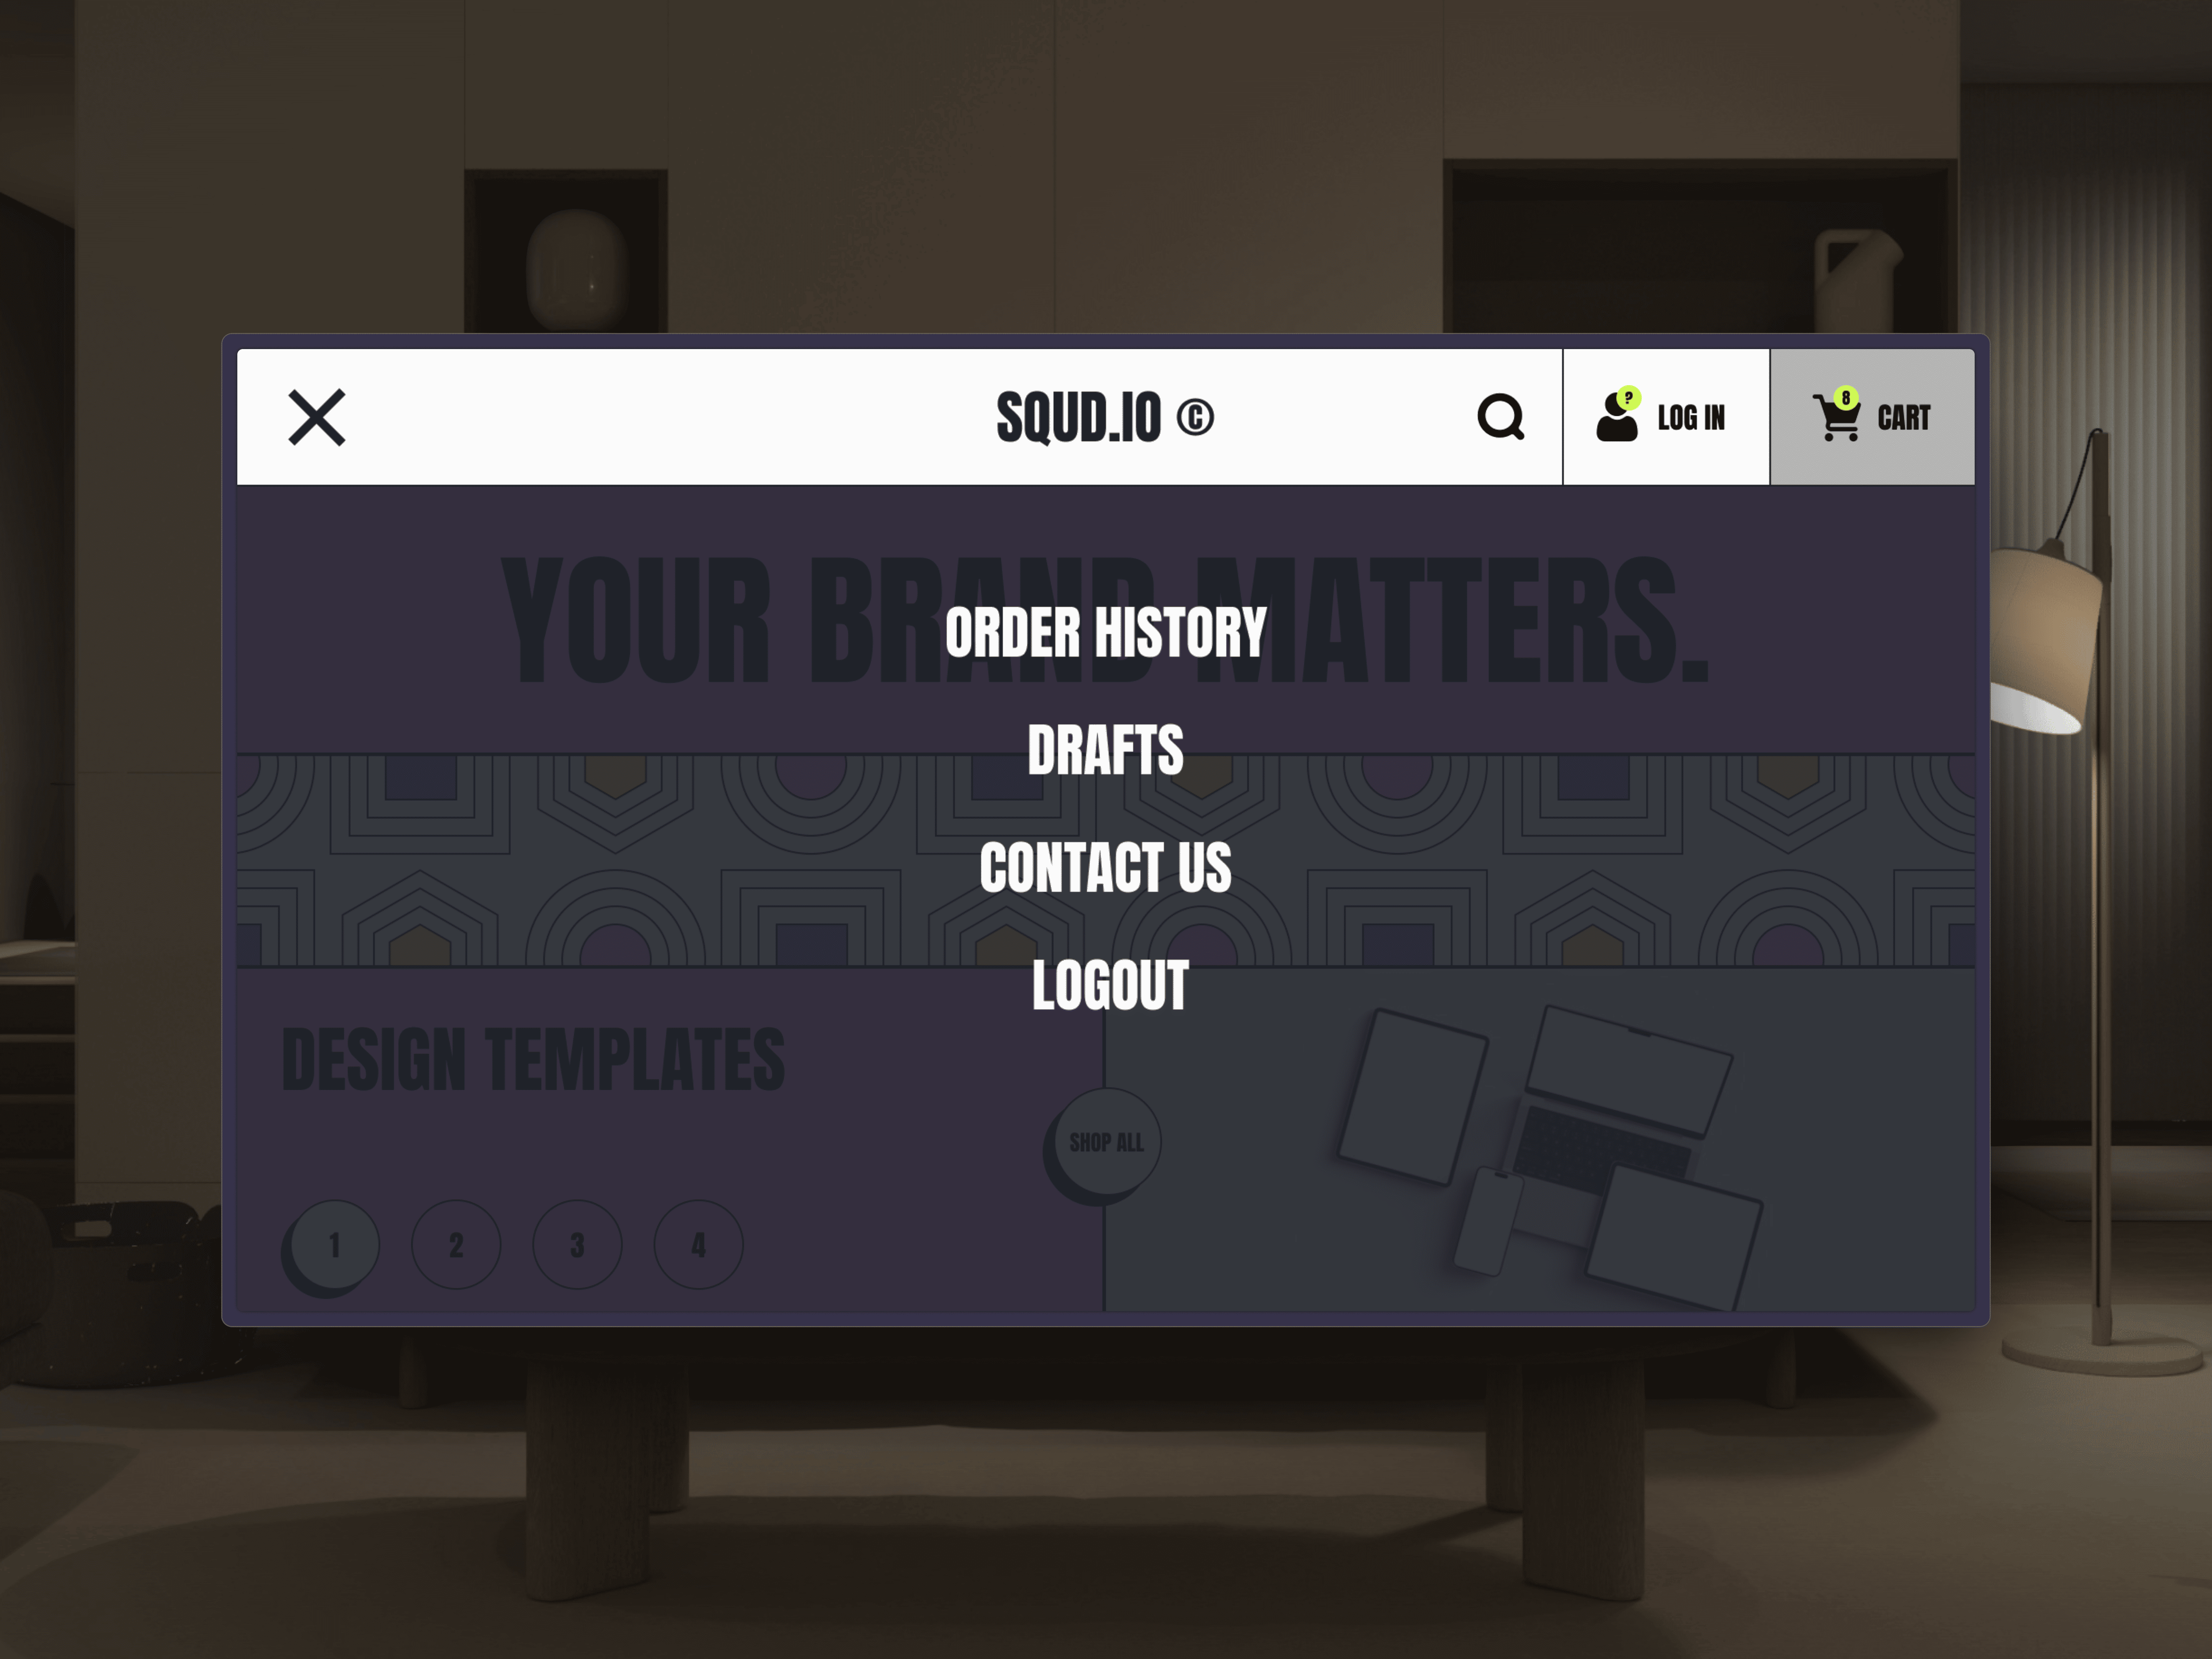 SQUD.IO ©
?
LOG IN
8
CART
YOUR BRAND MATTERS.
ORDER HISTORY
DRAFTS
CONTACT US
LOGOUT
DESIGN TEMPLATES
SHOP ALL
1 2 3 4